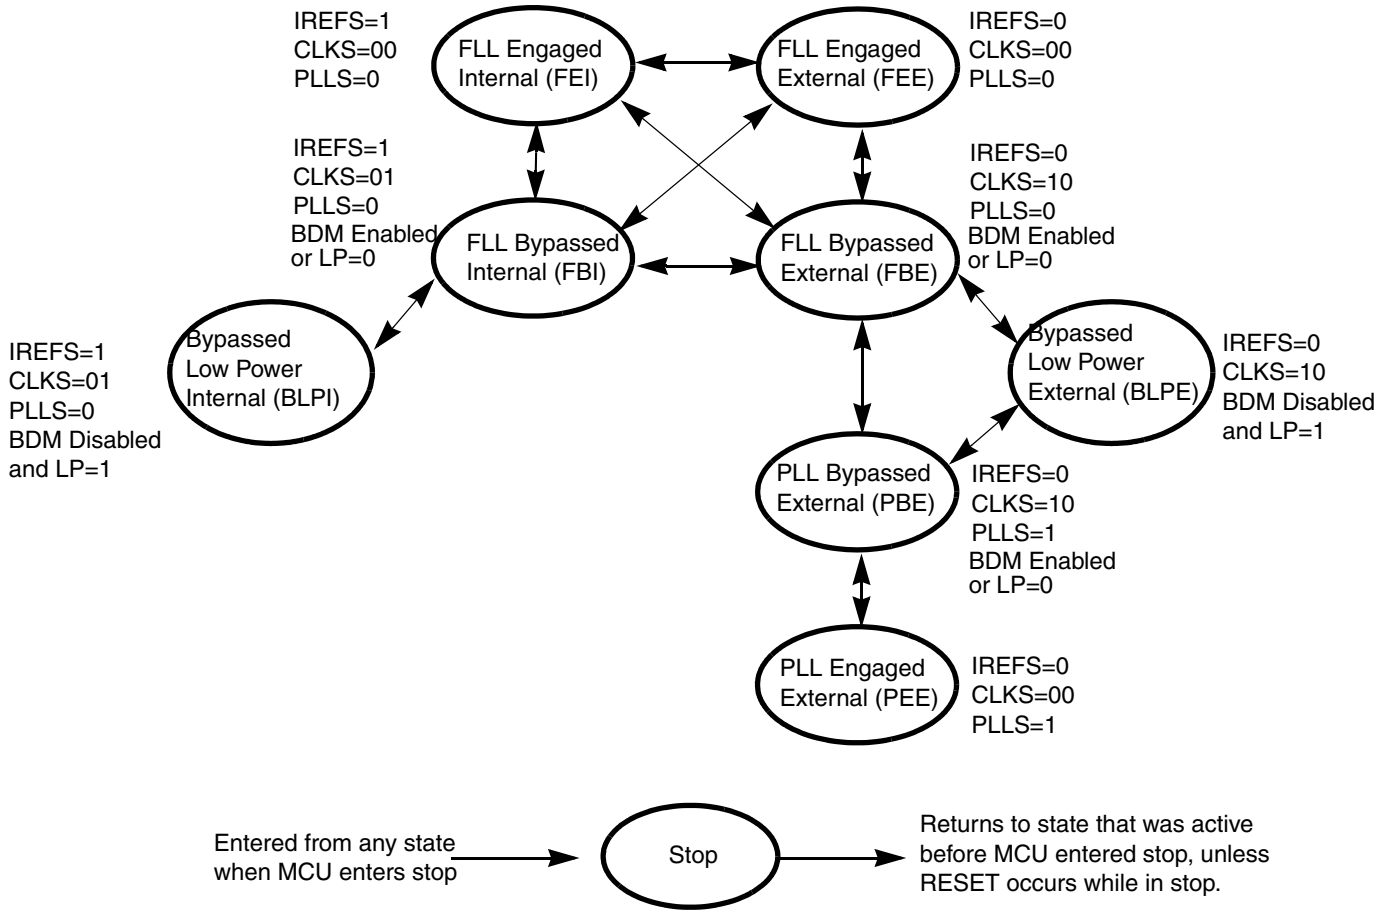 IREFS=1
CLKS=00
PLLS=0
FLL Engaged
Internal (FEI)
FLL Engaged
External (FEE)
IREFS=0
CLKS=00
PLLS=0
IREFS=1
CLKS=01
PLLS=0
BDM Enabled
or LP=0
FLL Bypassed
Internal (FBI)
FLL Bypassed
External (FBE)
IREFS=0
CLKS=10
PLLS=0
BDM Enabled
or LP=0
IREFS=1
CLKS=01
PLLS=0
BDM Disabled
and LP=1
Bypassed
Low Power
Internal (BLPI)
Bypassed
Low Power
External (BLPE)
IREFS=0
CLKS=10
BDM Disabled
and LP=1
PLL Bypassed
External (PBE)
IREFS=0
CLKS=10
PLLS=1
BDM Enabled
or LP=0
PLL Engaged
External (PEE)
IREFS=0
CLKS=00
PLLS=1
Entered from any state
when MCU enters stop
Stop
Returns to state that was active
before MCU entered stop, unless
RESET occurs while in stop.